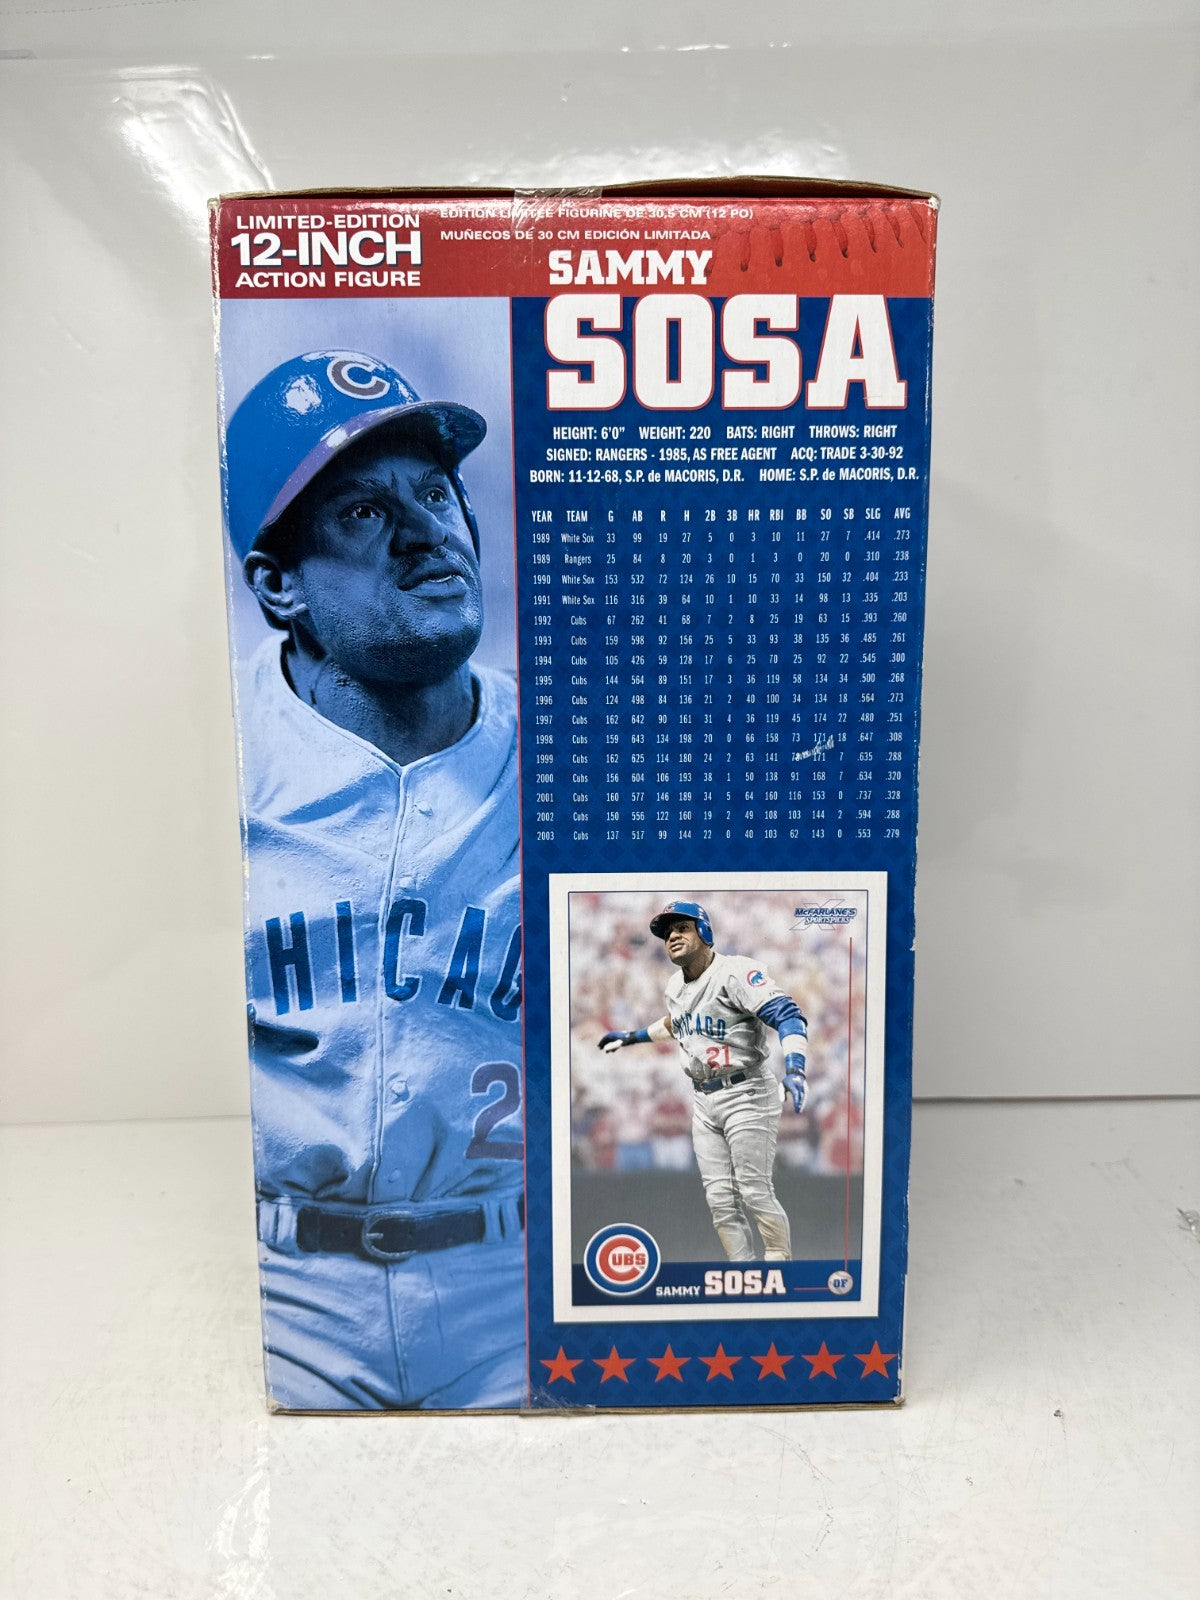 LIMITED-EDITION
12-INCH
ACTION FIGURE
ÉDITION LIMITÉE FIGURINE DE 30,5 CM (12 PO)
MUÑECOS DE 30 CM EDICIÓN LIMITADA
SAMMY
SOSA
HEIGHT: 6'0" WEIGHT: 220 BATS: RIGHT THROWS: RIGHT
SIGNED: RANGERS - 1985, AS FREE AGENT ACQ: TRADE 3-30-92
BORN: 11-12-68, S.P. de MACORIS, D.R. HOME: S.P. de MACORIS, D.R.
YEAR TEAM G AB R H 2B 3B HR RBI BB SO SB SLG AVG
1989 White Sox 33 99 19 27 5 0 3 10 11 27 7 .414 .273
1989 Rangers 25 84 8 20 3 0 1 3 0 20 0 .310 .238
1990 White Sox 153 532 72 124 26 10 15 70 33 150 32 .404 .233
1991 White Sox 116 316 39 64 10 1 10 33 14 98 13 .335 .203
1992 Cubs 67 262 41 68 7 2 8 25 19 63 15 .393 .260
1993 Cubs 159 598 92 156 25 5 33 93 38 135 36 .485 .261
1994 Cubs 105 426 59 128 17 6 25 70 25 92 22 .545 .300
1995 Cubs 144 564 89 151 17 3 36 119 58 134 34 .500 .268
1996 Cubs 124 498 84 136 21 2 40 100 34 134 18 .564 .273
1997 Cubs 162 642 90 161 31 4 36 119 45 174 22 .480 .251
1998 Cubs 159 643 134 198 20 0 66 158 73 171 18 .647 .308
1999 Cubs 162 625 114 180 24 2 63 141 171 7 .635 .288
2000 Cubs 156 604 106 193 38 1 50 138 91 168 7 .634 .320
2001 Cubs 160 577 146 189 34 5 64 160 116 153 0 .737 .328
2002 Cubs 150 556 122 160 19 2 49 108 103 144 2 .594 .288
2003 Cubs 137 517 99 144 22 0 40 103 62 143 0 .553 .279
C
HICAG
2
McFARLANE'S
SPORTSPICKS
HICAGO
21
CUBS
SAMMY SOSA
OF